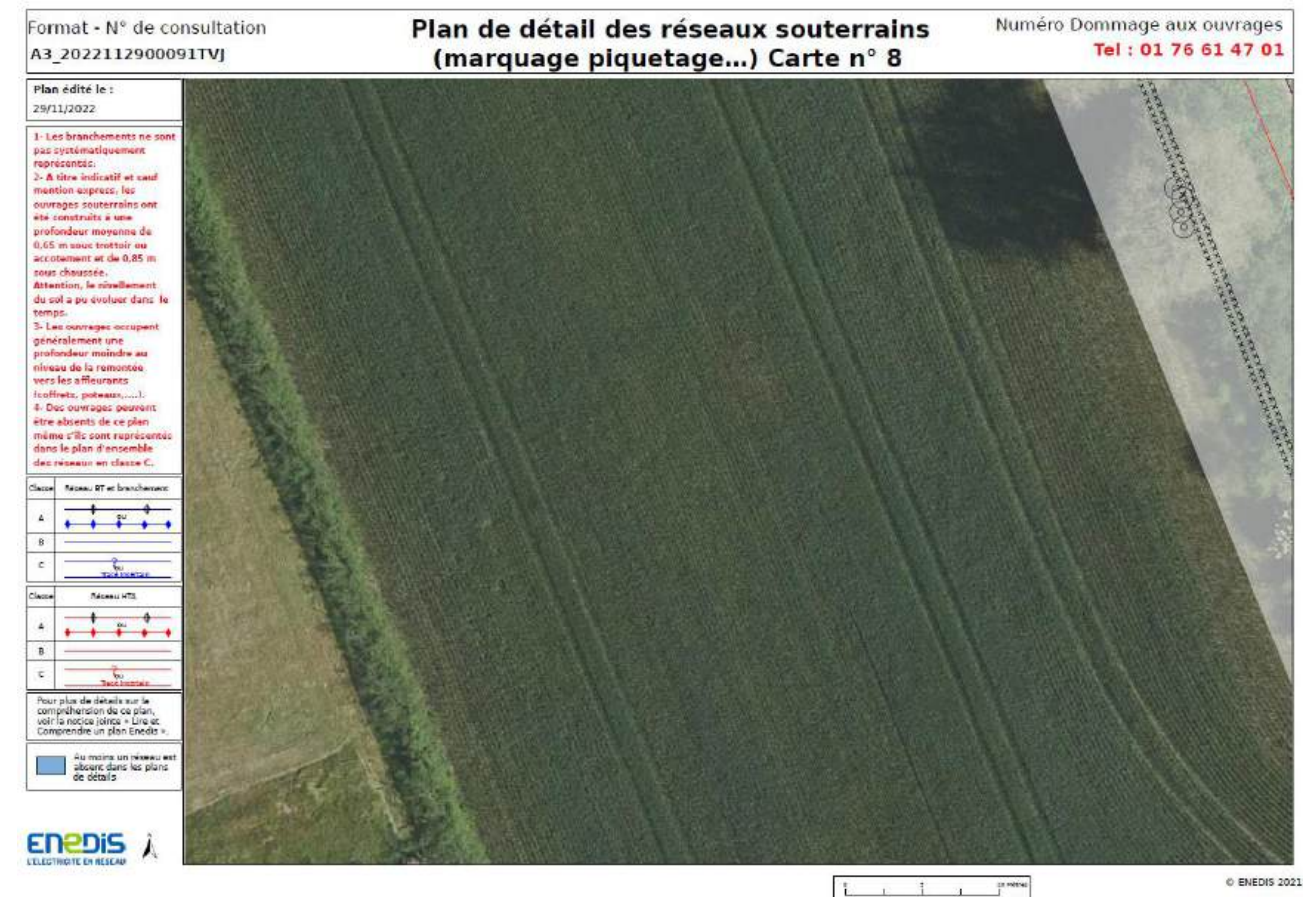 Format - N° de consultation
A3_2022112900091TVJ
Plan de détail des réseaux souterrains
(marquage piquetage...) Carte n° 8
Numéro Dommage aux ouvrages
Tel : 01 76 61 47 01
Plan édité le :
29/11/2022
1- Les branchements ne sont
pas systématiquement
représentés.
2- A titre indicatif et sauf
mention express, les
ouvrages souterrains ont
été construits à une
profondeur moyenne de
0,65 m sous trottoir ou
accotement et de 0,85 m
sous chaussée.
Attention, le nivellement
du sol a pu évoluer dans le
temps.
3- Les ouvrages occupent
généralement une
profondeur moindre au
niveau de la remontée
vers les affleurants
(coffrets, poteaux,....).
4- Des ouvrages peuvent
être absents de ce plan
même s'ils sont représentés
dans le plan d'ensemble
des réseaux en classe C.
Classe Réseau BT et branchement
A ou
B
C ou
Tracé incertain
Classe Réseau HTA
A ou
B
C ou
Tracé incertain
Pour plus de détails sur la
compréhension de ce plan,
voir la notice jointe « Lire et
Comprendre un plan Enedis ».
Au moins un réseau est
absent dans les plans
de détails
ENEDIS
L'ELECTRICITE EN RESEAU
mètres
© ENEDIS 2021